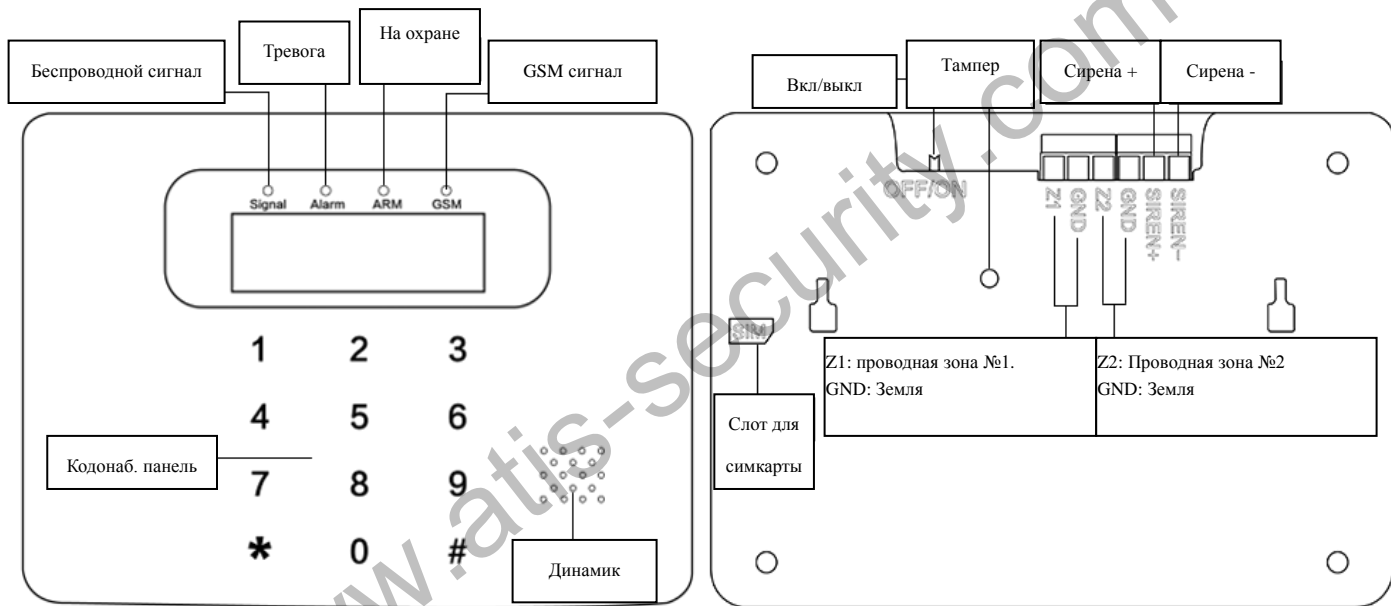 Беспроводной сигнал
Тревога
На охране
GSM сигнал
Signal Alarm ARM GSM
1 2 3
4 5 6
Кодонаб. панель
7 8 9
* 0 #
Динамик
Вкл/выкл
Тампер
Сирена +
Сирена -
OFF/ON
Z1
GND
Z2
GND
SIREN+
SIREN-
SIM
Слот для
симкарты
Z1: проводная зона №1.
GND: Земля
Z2: Проводная зона №2
GND: Земля
www.atis-security.com